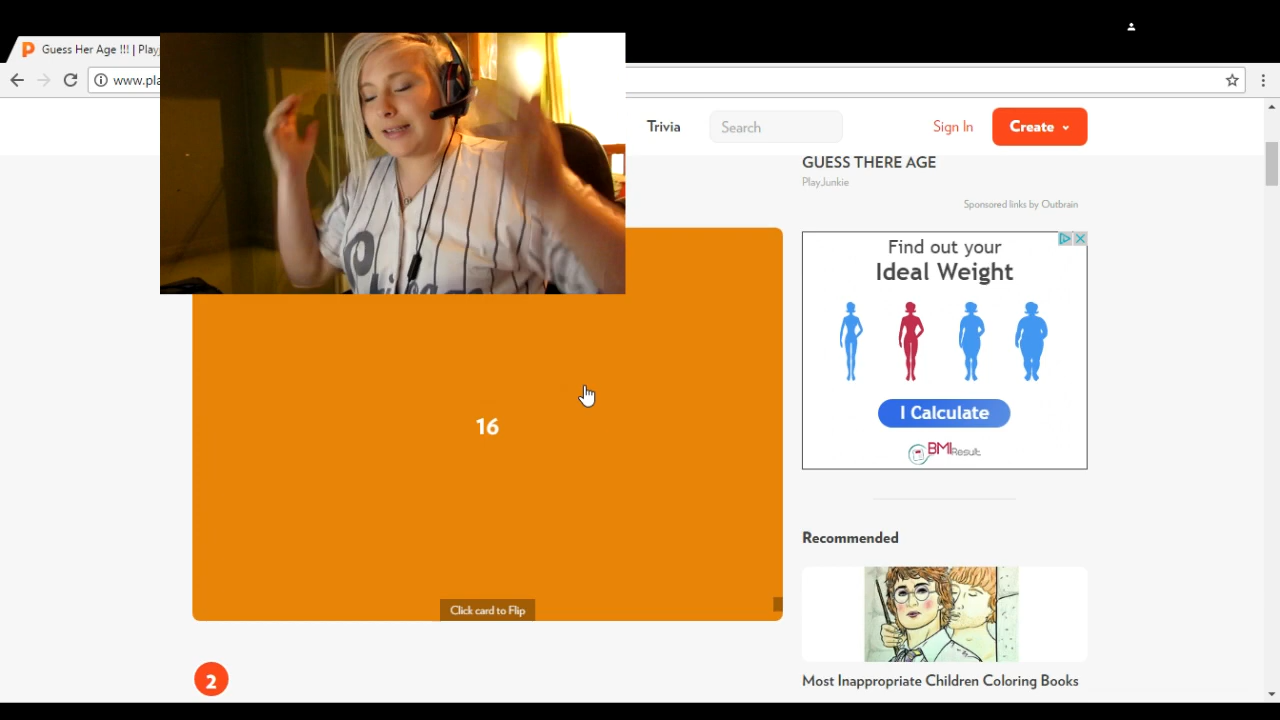 Guess Her Age !!! | Play
www.pla
Trivia
Search
Sign In
Create
GUESS THERE AGE
PlayJunkie
Sponsored links by Outbrain
Find out your
Ideal Weight
I Calculate
BMIResult
16
Click card to Flip
Recommended
Most Inappropriate Children Coloring Books
2